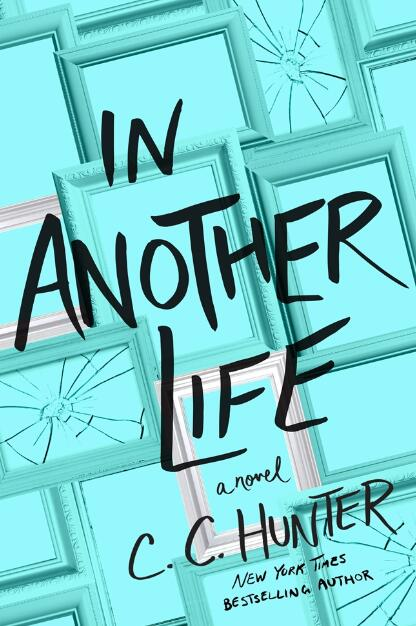 IN
ANOTHER
LIFE
a novel
C. C. HUNTER
NEW YORK TIMES
BESTSELLING AUTHOR